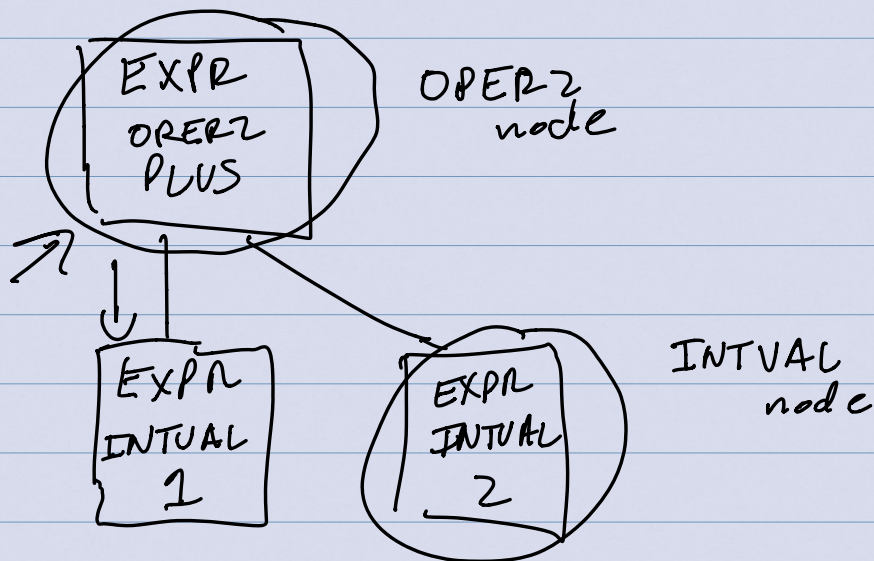 EXPR
OPER2
PLUS
OPER2
node
EXPR
INTVAL
1
EXPR
INTVAL
2
INTVAL
node